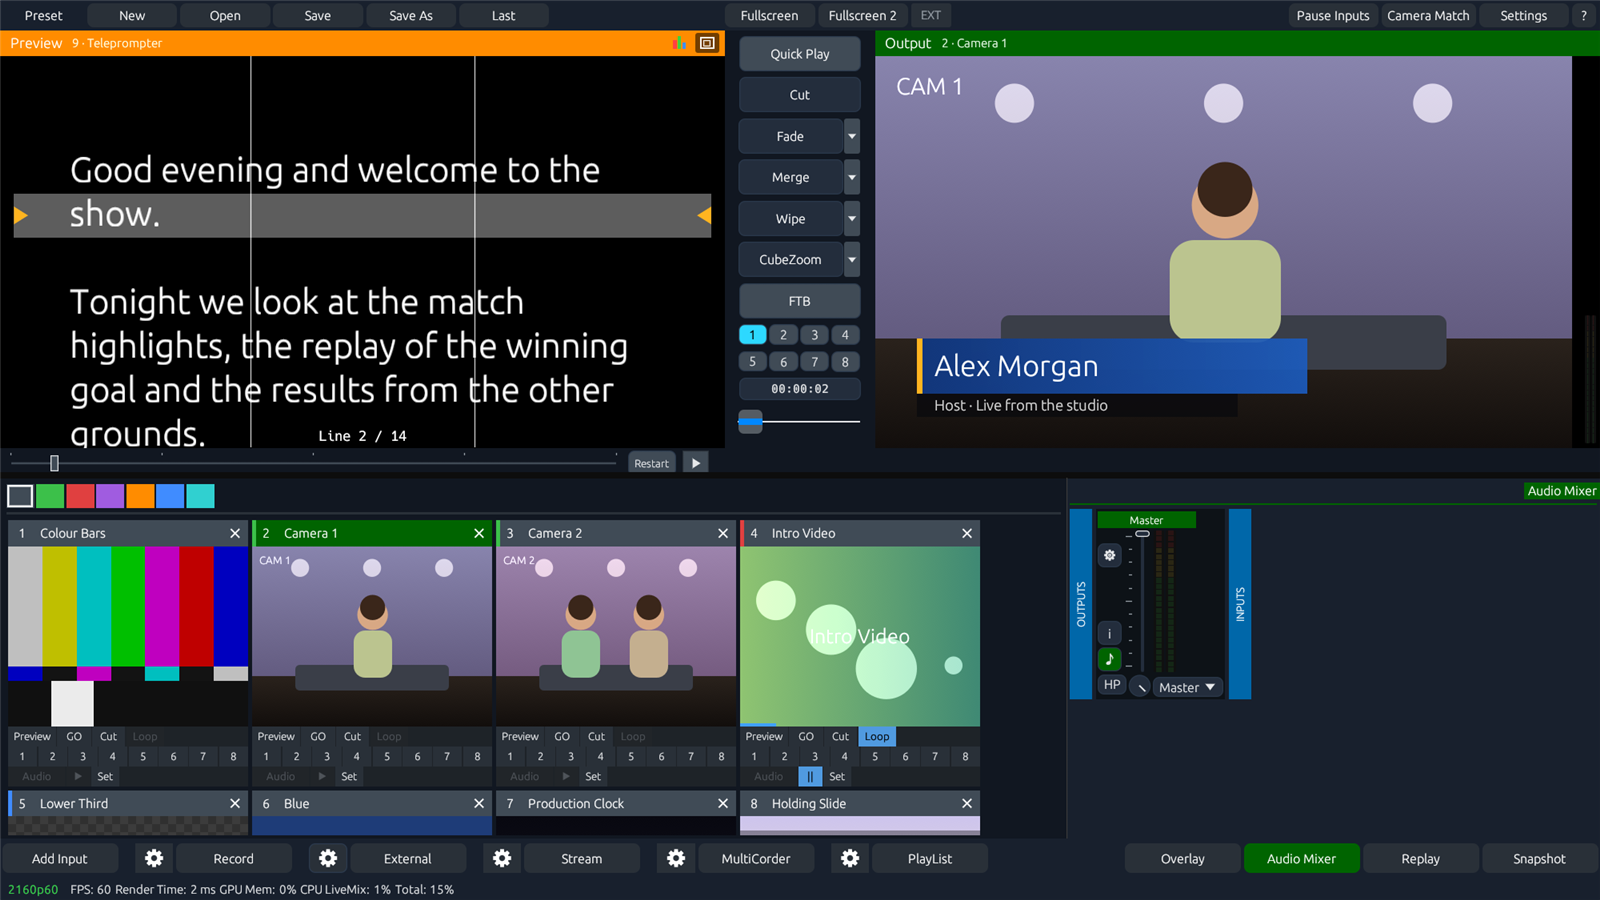 Preset
New
Open
Save
Save As
Last
Fullscreen
Fullscreen 2
EXT
Pause Inputs
Camera Match
Settings
?
Preview 9 · Teleprompter
Good evening and welcome to the
show.
Tonight we look at the match
highlights, the replay of the winning
goal and the results from the other
grounds.
Line 2 / 14
Restart
Quick Play
Cut
Fade
Merge
Wipe
CubeZoom
FTB
1 2 3 4
5 6 7 8
00:00:02
Output 2 · Camera 1
CAM 1
Alex Morgan
Host · Live from the studio
1 Colour Bars
Preview GO Cut Loop
1 2 3 4 5 6 7 8
Audio Set
2 Camera 1
CAM 1
Preview GO Cut Loop
1 2 3 4 5 6 7 8
Audio Set
3 Camera 2
CAM 2
Preview GO Cut Loop
1 2 3 4 5 6 7 8
Audio Set
4 Intro Video
Intro Video
Preview GO Cut Loop
1 2 3 4 5 6 7 8
Audio Set
5 Lower Third
6 Blue
7 Production Clock
8 Holding Slide
Audio Mixer
OUTPUTS
Master
i
HP
Master
INPUTS
Add Input
Record
External
Stream
MultiCorder
PlayList
Overlay
Audio Mixer
Replay
Snapshot
2160p60 FPS: 60 Render Time: 2 ms GPU Mem: 0% CPU LiveMix: 1% Total: 15%